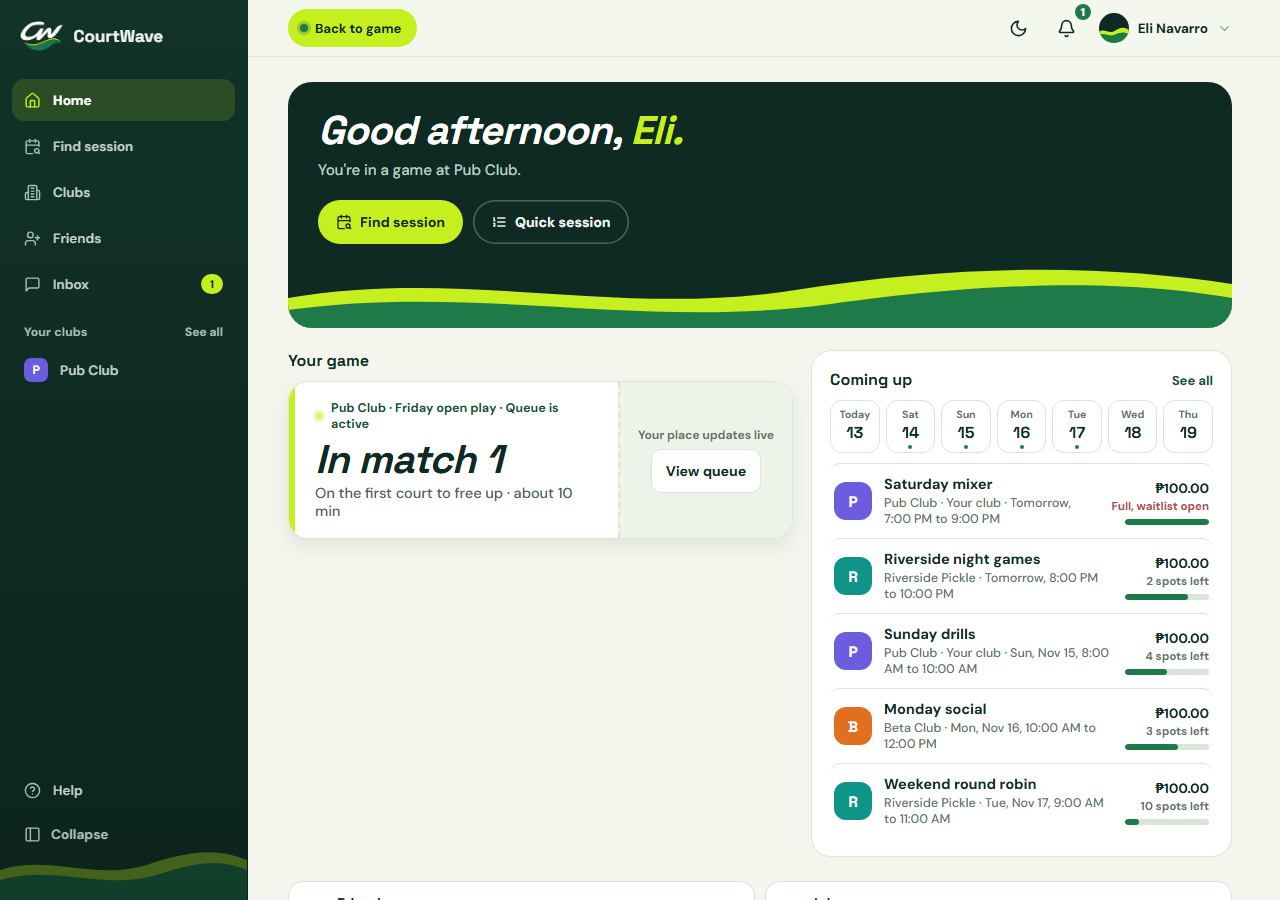 CW CourtWave
Home
Find session
Clubs
Friends
Inbox 1
Your clubs See all
P Pub Club
Help
Collapse
Back to game
1
Eli Navarro
Good afternoon, Eli.
You're in a game at Pub Club.
Find session
Quick session
Your game
Pub Club · Friday open play · Queue is
active
In match 1
On the first court to free up · about 10
min
Your place updates live
View queue
Coming up See all
Today Sat Sun Mon Tue Wed Thu
13 14 15 16 17 18 19
P
Saturday mixer
Pub Club · Your club · Tomorrow,
7:00 PM to 9:00 PM
₱100.00
Full, waitlist open
R
Riverside night games
Riverside Pickle · Tomorrow, 8:00 PM
to 10:00 PM
₱100.00
2 spots left
P
Sunday drills
Pub Club · Your club · Sun, Nov 15, 8:00
AM to 10:00 AM
₱100.00
4 spots left
B
Monday social
Beta Club · Mon, Nov 16, 10:00 AM to
12:00 PM
₱100.00
3 spots left
R
Weekend round robin
Riverside Pickle · Tue, Nov 17, 9:00 AM
to 11:00 AM
₱100.00
10 spots left